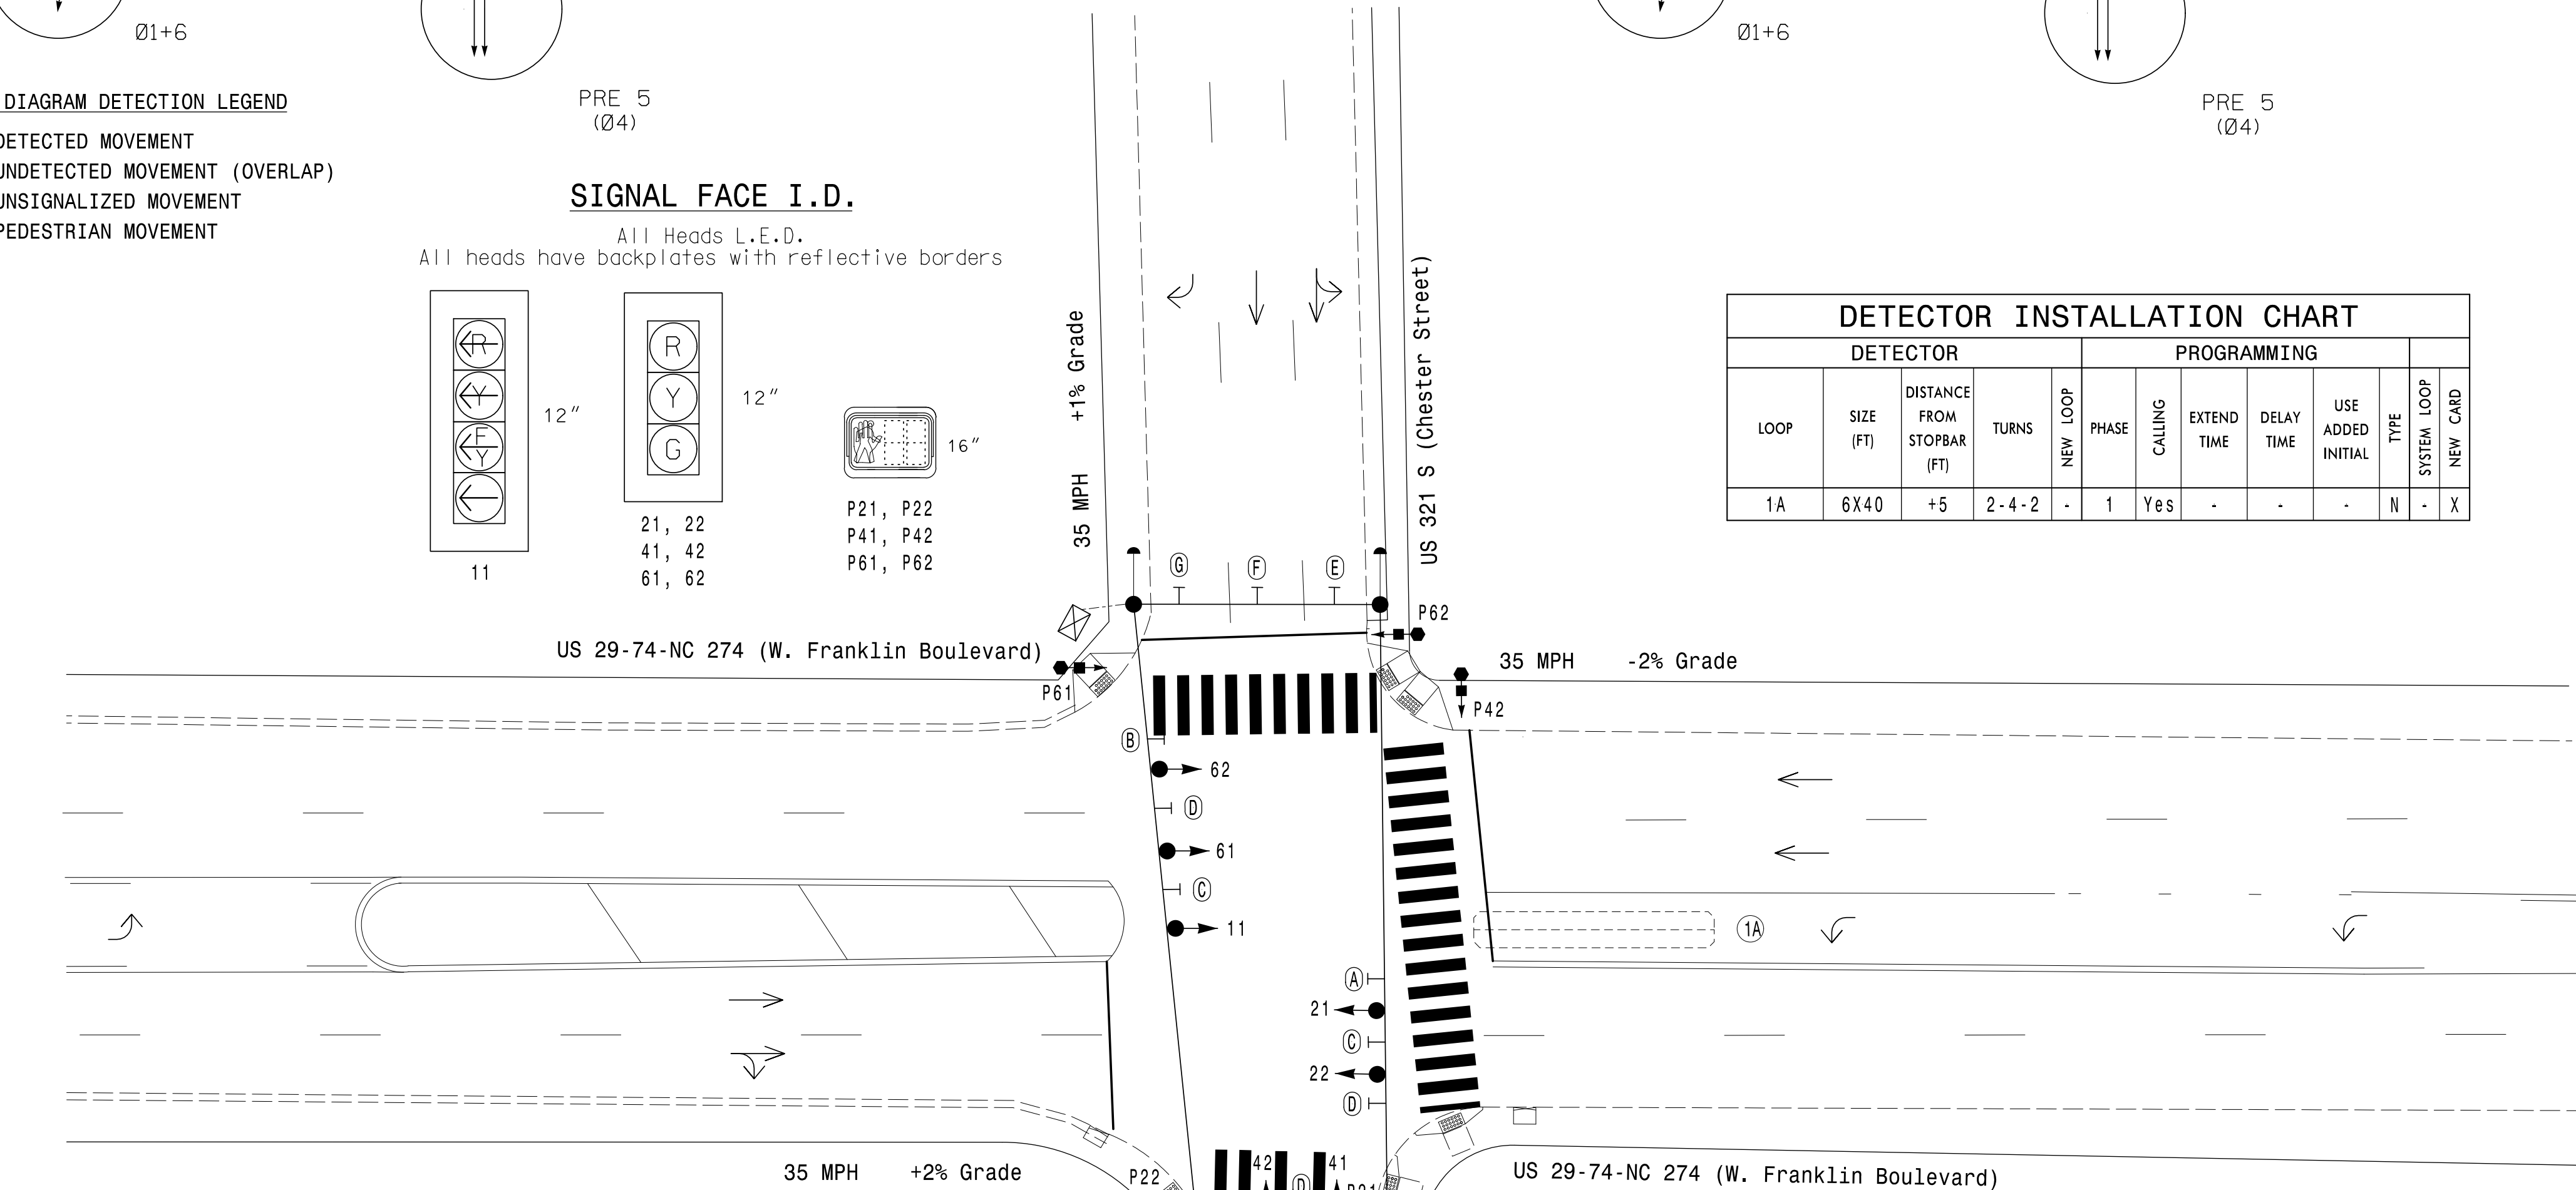 Ø1+6
PRE 5
(Ø4)
Ø1+6
PRE 5
(Ø4)
DIAGRAM DETECTION LEGEND
DETECTED MOVEMENT
UNDETECTED MOVEMENT (OVERLAP)
UNSIGNALIZED MOVEMENT
PEDESTRIAN MOVEMENT
SIGNAL FACE I.D.
All Heads L.E.D.
All heads have backplates with reflective borders
R
Y
F
Y
12"
11
R
Y
G
12"
21, 22
41, 42
61, 62
16"
P21, P22
P41, P42
P61, P62
35 MPH +1% Grade
US 321 S (Chester Street)
DETECTOR INSTALLATION CHART
DETECTOR PROGRAMMING
LOOP SIZE (FT) DISTANCE FROM STOPBAR (FT) TURNS NEW LOOP PHASE CALLING EXTEND TIME DELAY TIME USE ADDED INITIAL TYPE SYSTEM LOOP NEW CARD
1A 6X40 +5 2-4-2 - 1 Yes - - - N - X
G F E
P62
US 29-74-NC 274 (W. Franklin Boulevard)
35 MPH -2% Grade
P61
P42
B
62
D
61
C
11
1A
A
21
C
22
D
35 MPH +2% Grade
P22
42
41
D
P21
US 29-74-NC 274 (W. Franklin Boulevard)